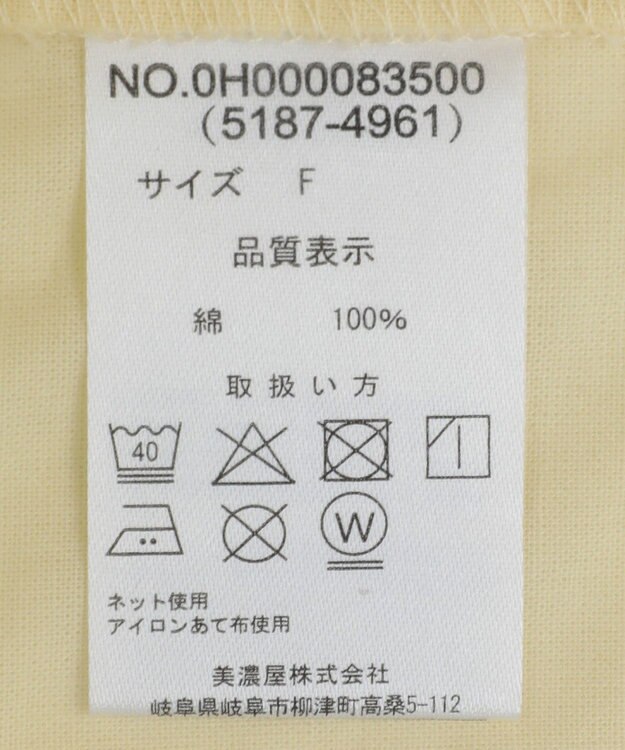 NO.0H000083500
(5187-4961)
サイズ F
品質表示
綿 100%
取扱い方
40
W
ネット使用
アイロンあて布使用
美濃屋株式会社
岐阜県岐阜市柳津町高桑5-112